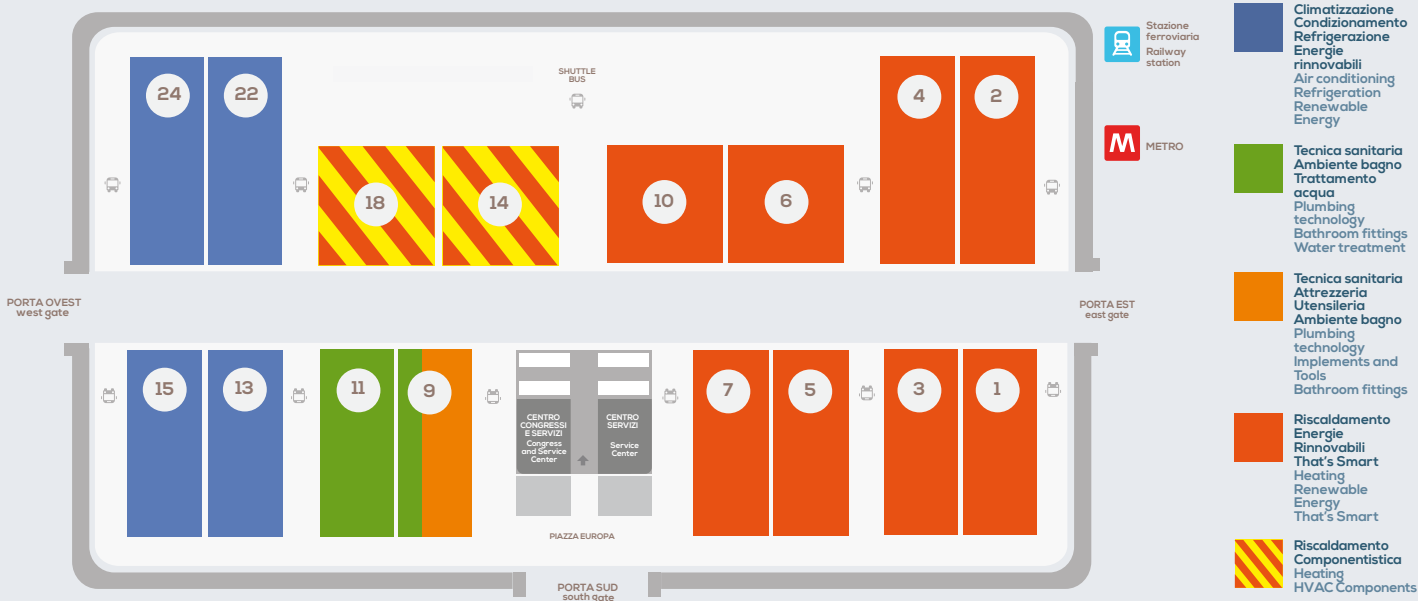 24
22
SHUTTLE
BUS
4
2
18
14
10
6
Stazione
ferroviaria
Railway
station
M
METRO
PORTA OVEST
west gate
PORTA EST
east gate
15
13
11
9
CENTRO
CONGRESSI
E SERVIZI
Congress
and Service
Center
CENTRO
SERVIZI
Service
Center
7
5
3
1
PIAZZA EUROPA
PORTA SUD
south gate
Climatizzazione
Condizionamento
Refrigerazione
Energie
rinnovabili
Air conditioning
Refrigeration
Renewable
Energy
Tecnica sanitaria
Ambiente bagno
Trattamento
acqua
Plumbing
technology
Bathroom fittings
Water treatment
Tecnica sanitaria
Attrezzeria
Utensileria
Ambiente bagno
Plumbing
technology
Implements and
Tools
Bathroom fittings
Riscaldamento
Energie
Rinnovabili
That's Smart
Heating
Renewable
Energy
That's Smart
Riscaldamento
Componentistica
Heating
HVAC Components